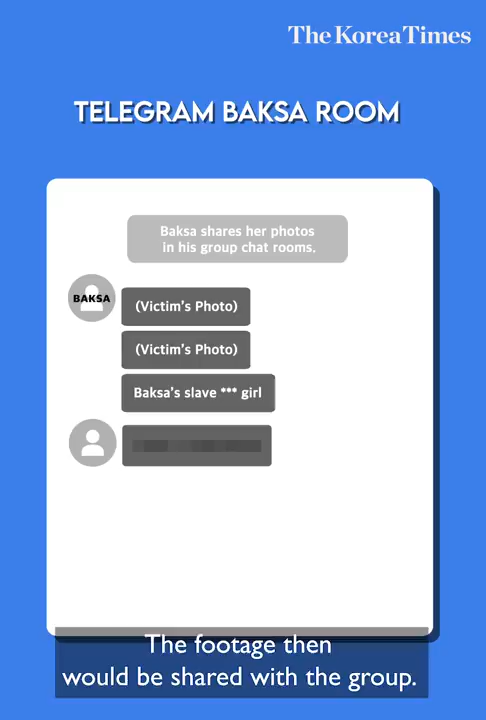 The Korea Times
TELEGRAM BAKSA ROOM
Baksa shares her photos
in his group chat rooms.
BAKSA
(Victim's Photo)
(Victim's Photo)
Baksa's slave *** girl
The footage then
would be shared with the group.